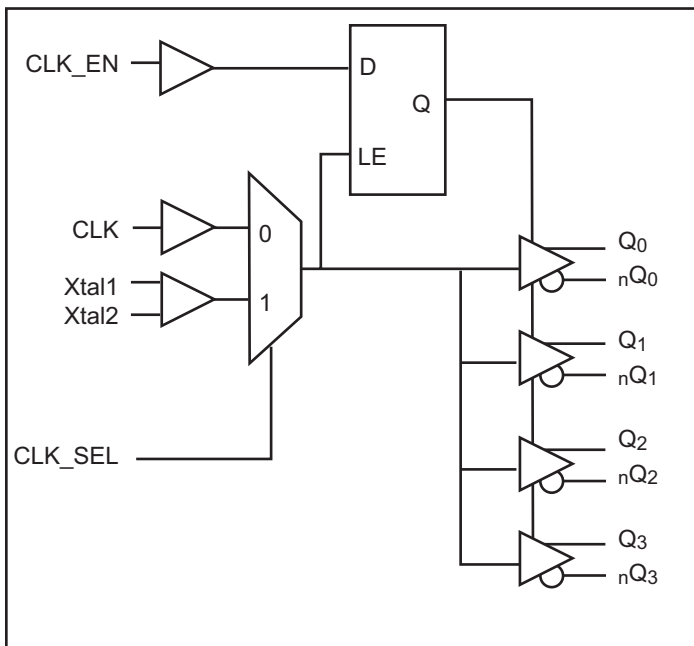 CLK_EN
D
Q
LE
CLK
0
Xtal1
1
Xtal2
CLK_SEL
Q0
nQ0
Q1
nQ1
Q2
nQ2
Q3
nQ3